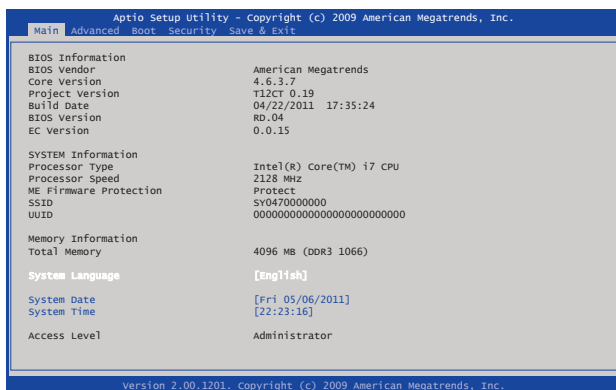 Aptio Setup Utility - Copyright (c) 2009 American Megatrends, Inc.
Main Advanced Boot Security Save & Exit
BIOS Information
BIOS Vendor American Megatrends
Core Version 4.6.3.7
Project Version T12CT 0.19
Build Date 04/22/2011 17:35:24
BIOS Version RD.04
EC Version 0.0.15
SYSTEM Information
Processor Type Intel(R) Core(TM) i7 CPU
Processor Speed 2128 MHz
ME Firmware Protection Protect
SSID SY0470000000
UUID 0000000000000000000000000
Memory Information
Total Memory 4096 MB (DDR3 1066)
System Language [English]
System Date [Fri 05/06/2011]
System Time [22:23:16]
Access Level Administrator
Version 2.00.1201. Copyright (c) 2009 American Megatrends, Inc.